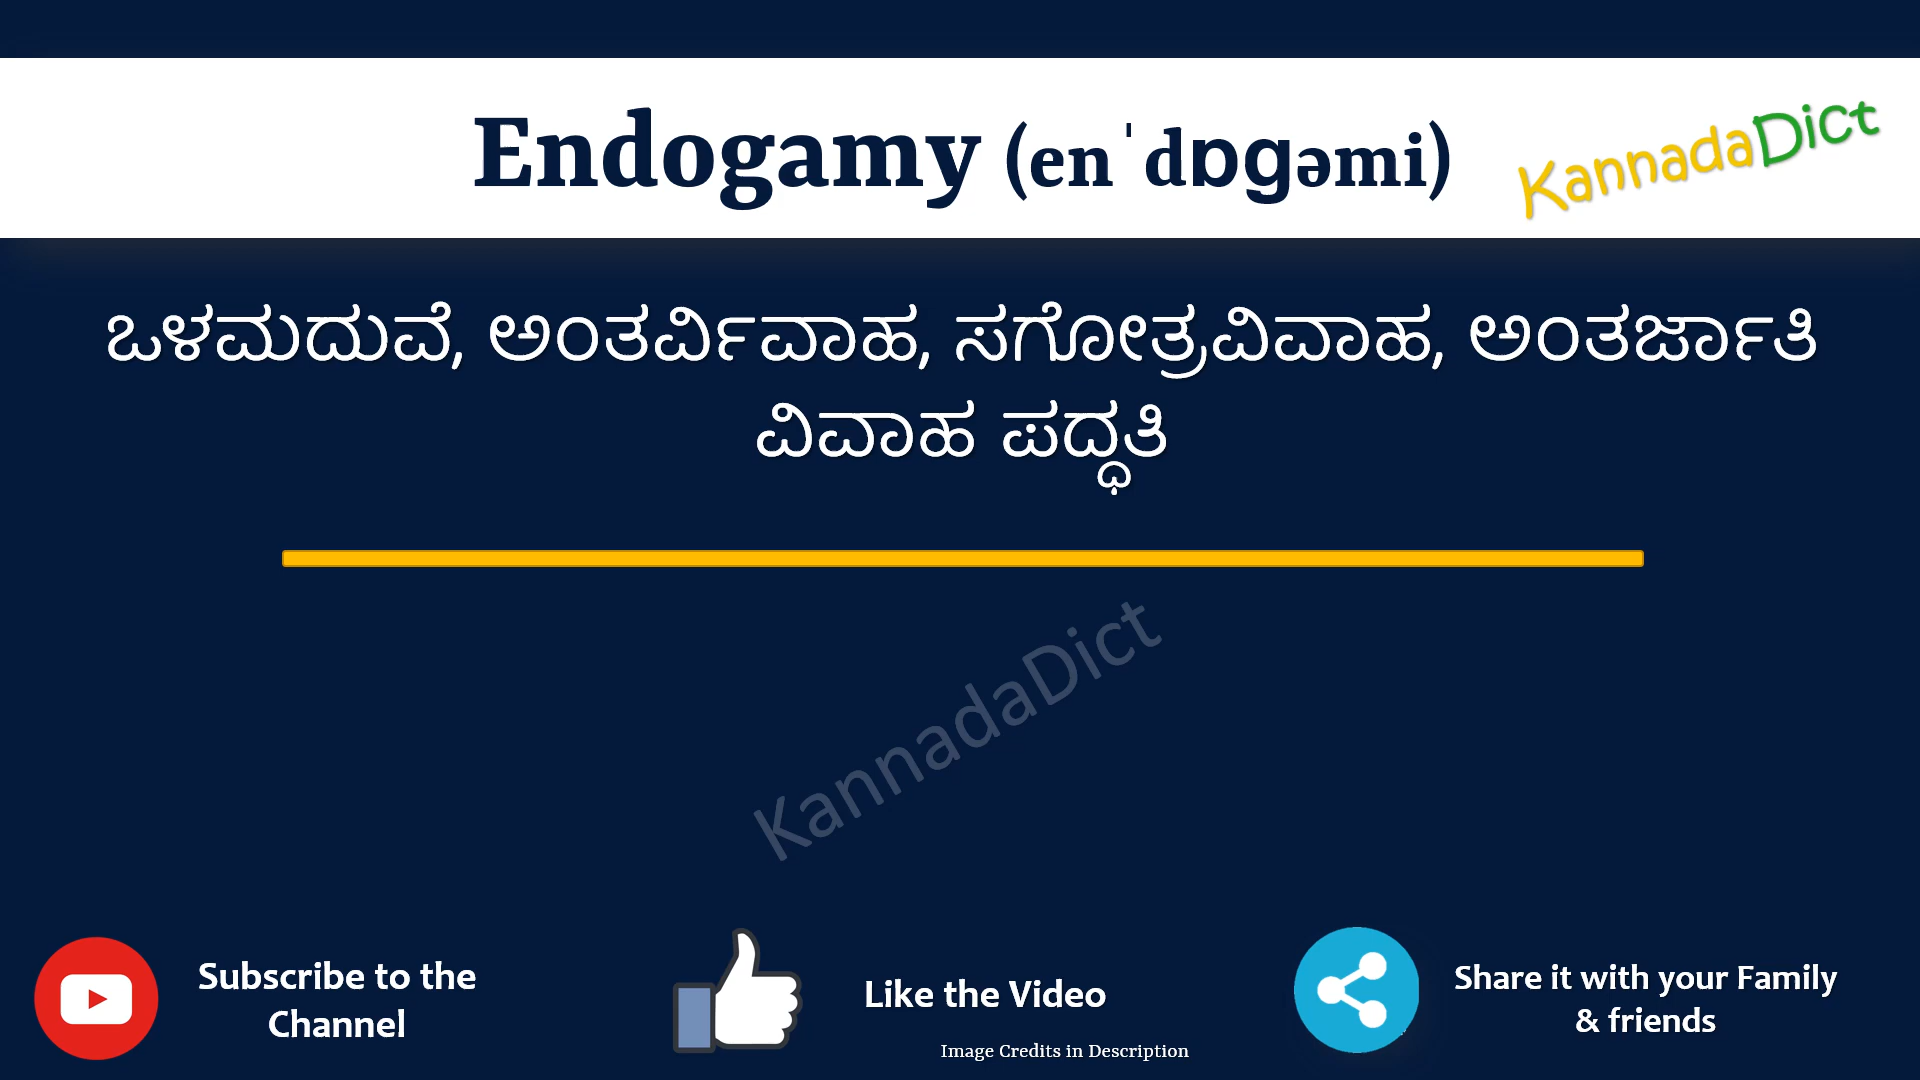 Endogamy (enˈdɒɡəmi)
KannadaDict
ಒಳಮದುವೆ, ಅಂತರ್ವಿವಾಹ, ಸಗೋತ್ರವಿವಾಹ, ಅಂತರ್ಜಾತಿ
ವಿವಾಹ ಪದ್ಧತಿ
KannadaDict
Subscribe to the
Channel
Like the Video
Share it with your Family
& friends
Image Credits in Description